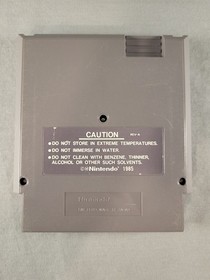 CAUTION
•DO NOT STORE IN EXTREME TEMPERATURES.
•DO NOT IMMERSE IN WATER.
•DO NOT CLEAN WITH BENZENE, THINNER,
ALCOHOL OR OTHER SUCH SOLVENTS.
Nintendo 1985